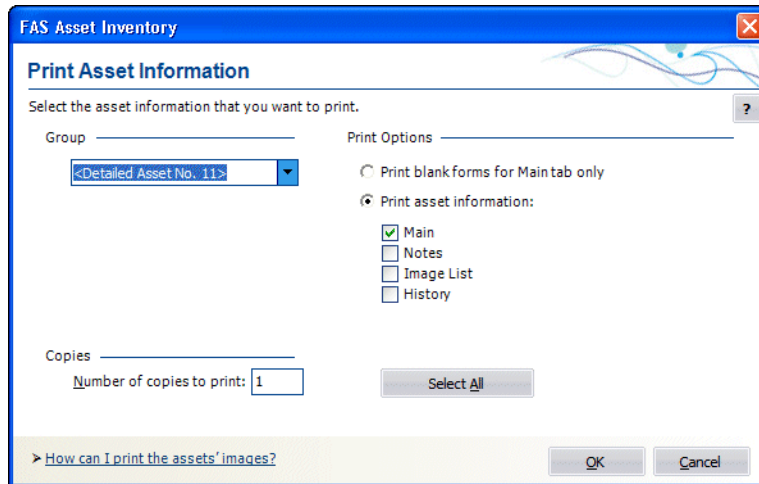 FAS Asset Inventory
Print Asset Information
Select the asset information that you want to print.
?
Group
<Detailed Asset No. 11>
Print Options
Print blank forms for Main tab only
Print asset information:
Main
Notes
Image List
History
Copies
Number of copies to print: 1
Select All
➤ How can I print the assets' images?
OK
Cancel